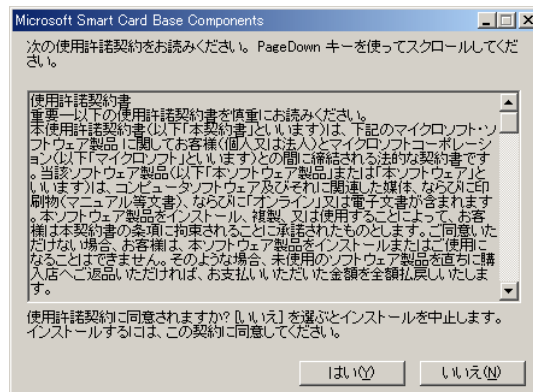 Microsoft Smart Card Base Components
次の使用許諾契約をお読みください。PageDown キーを使ってスクロールしてくだ
さい。
使用許諾契約書
重要－以下の使用許諾契約書を慎重にお読みください。
本使用許諾契約書(以下「本契約書」といいます)は、下記のマイクロソフト・ソ
フトウェア製品 に関してお客様(個人又は法人)とマイクロソフトコーポレーシ
ョン(以下「マイクロソフト」といいます)との間に締結される法的な契約書です
。当該ソフトウェア製品(以下「本ソフトウェア製品」または「本ソフトウェア」と
いいます)は、コンピュータソフトウェア及びそれに関連した媒体、ならびに印
刷物(マニュアル等文書)、ならびに「オンライン」又は電子文書が含まれます
。本ソフトウェア製品をインストール、複製、又は使用することによって、お客
様は本契約書の条項に拘束されることに承諾されたものとします。ご同意いた
だけない場合、お客様は、本ソフトウェア製品をインストールまたはご使用に
なることはできません。そのような場合、未使用のソフトウェア製品を直ちに購
入店へご返品いただければ、お支払いいただいた金額を全額払戻しいたしま
す。
使用許諾契約に同意されますか? [いいえ] を選ぶとインストールを中止します。
インストールするには、この契約に同意してください。
はい(Y)
いいえ(N)